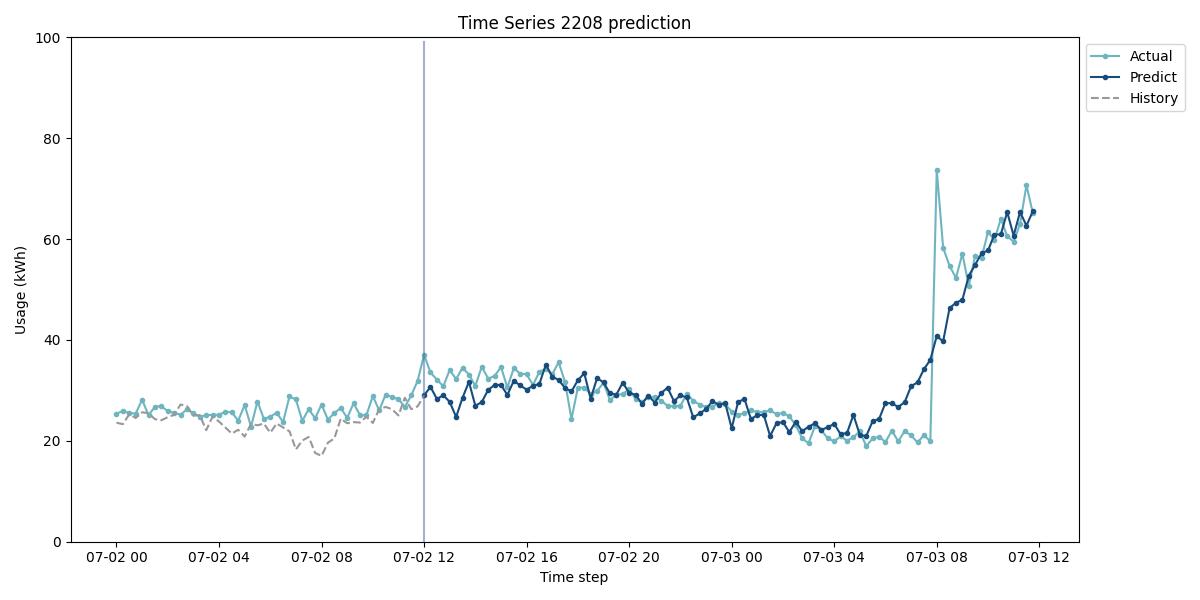 Time Series 2208 prediction
100
80
60
40
20
0
Usage (kWh)
07-02 00
07-02 04
07-02 08
07-02 12
07-02 16
07-02 20
07-03 00
07-03 04
07-03 08
07-03 12
Time step
Actual
Predict
History